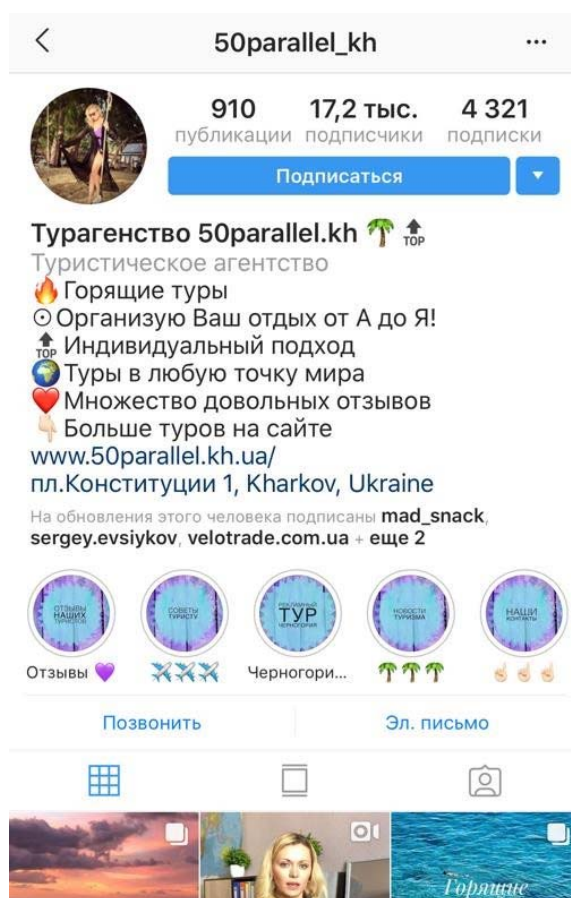 50parallel_kh
910 17,2 тыс. 4 321
публикации подписчики подписки
Подписаться
Турагенство 50parallel.kh 🌴 🔝
Туристическое агентство
🔥Горящие туры
⊙Организую Ваш отдых от А до Я!
🔝Индивидуальный подход
🌍Туры в любую точку мира
❤️Множество довольных отзывов
👇🏻Больше туров на сайте
www.50parallel.kh.ua/
пл.Конституции 1, Kharkov, Ukraine
На обновления этого человека подписаны mad_snack,
sergey.evsiykov, velotrade.com.ua + еще 2
ОТЗЫВЫ
НАШИХ
ТУРИСТОВ
СОВЕТЫ
ТУРИСТУ
РЕКЛАМНЫЙ
ТУР
ЧЕРНОГОРИЯ
НОВОСТИ
ТУРИЗМА
НАШИ
КОНТАКТЫ
Отзывы 💜 ✈️✈️✈️ Черногори... 🌴🌴🌴 ☝🏻☝🏻☝🏻
Позвонить Эл. письмо
Горящие